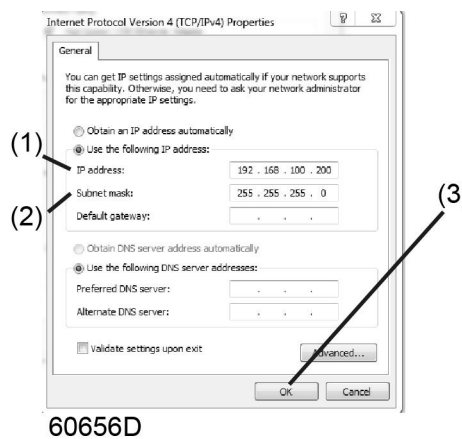 Internet Protocol Version 4 (TCP/IPv4) Properties
General
You can get IP settings assigned automatically if your network supports
this capability. Otherwise, you need to ask your network administrator
for the appropriate IP settings.
Obtain an IP address automatically
(1)
Use the following IP address:
IP address: 192 . 168 . 100 . 200
Subnet mask: 255 . 255 . 255 . 0
(2)
(3
Default gateway: . . .
Obtain DNS server address automatically
Use the following DNS server addresses:
Preferred DNS server: . . .
Alternate DNS server: . . .
Validate settings upon exit
Advanced...
OK Cancel
60656D